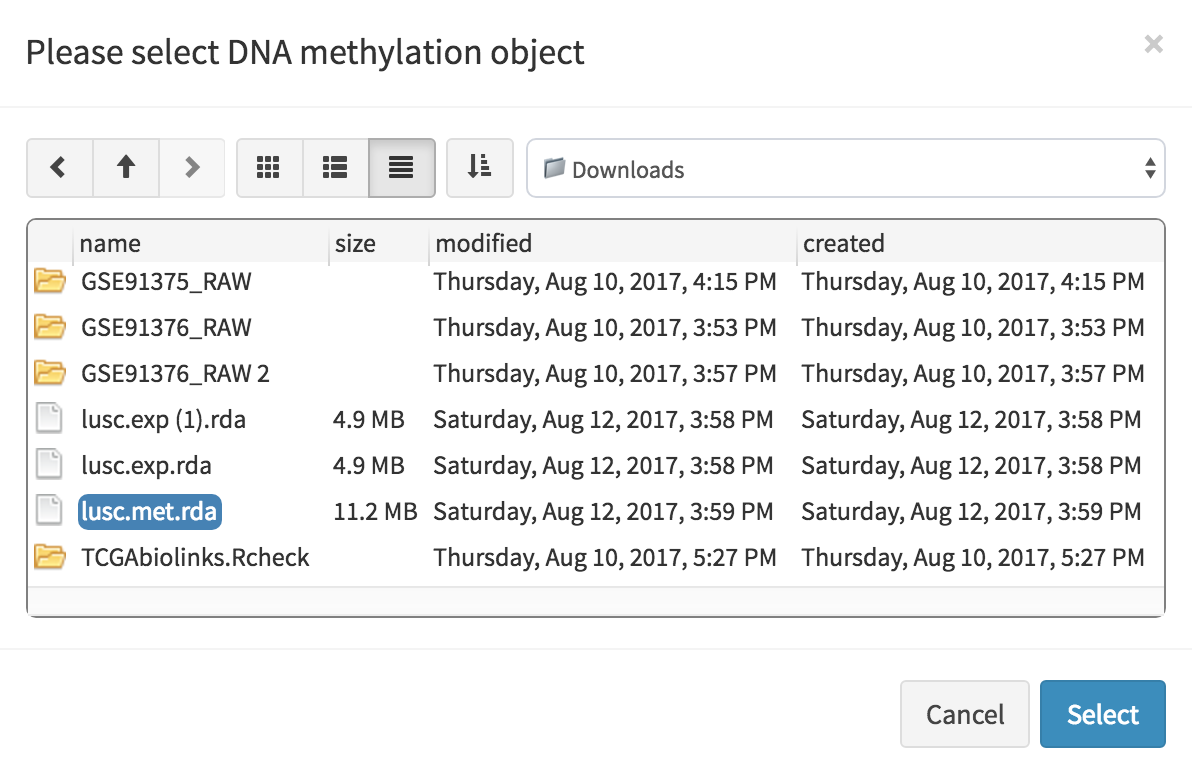 Please select DNA methylation object
×
Downloads
name size modified created
GSE91375_RAW Thursday, Aug 10, 2017, 4:15 PM Thursday, Aug 10, 2017, 4:15 PM
GSE91376_RAW Thursday, Aug 10, 2017, 3:53 PM Thursday, Aug 10, 2017, 3:53 PM
GSE91376_RAW 2 Thursday, Aug 10, 2017, 3:57 PM Thursday, Aug 10, 2017, 3:57 PM
lusc.exp (1).rda 4.9 MB Saturday, Aug 12, 2017, 3:58 PM Saturday, Aug 12, 2017, 3:58 PM
lusc.exp.rda 4.9 MB Saturday, Aug 12, 2017, 3:58 PM Saturday, Aug 12, 2017, 3:58 PM
lusc.met.rda 11.2 MB Saturday, Aug 12, 2017, 3:59 PM Saturday, Aug 12, 2017, 3:59 PM
TCGAbiolinks.Rcheck Thursday, Aug 10, 2017, 5:27 PM Thursday, Aug 10, 2017, 5:27 PM
Cancel Select